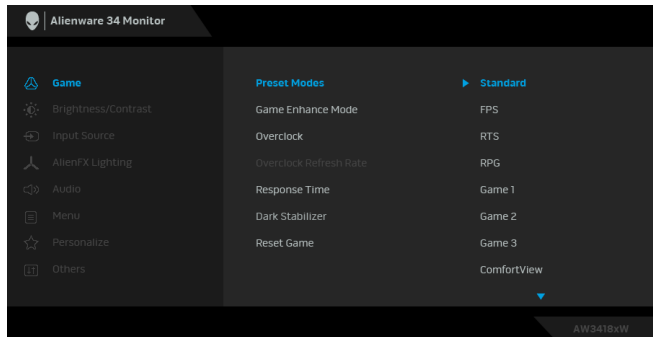 Alienware 34 Monitor
Game Preset Modes Standard
Brightness/Contrast Game Enhance Mode FPS
Input Source Overclock RTS
AlienFX Lighting Overclock Refresh Rate RPG
Audio Response Time Game 1
Menu Dark Stabilizer Game 2
Personalize Reset Game Game 3
Others ComfortView
AW3418xW